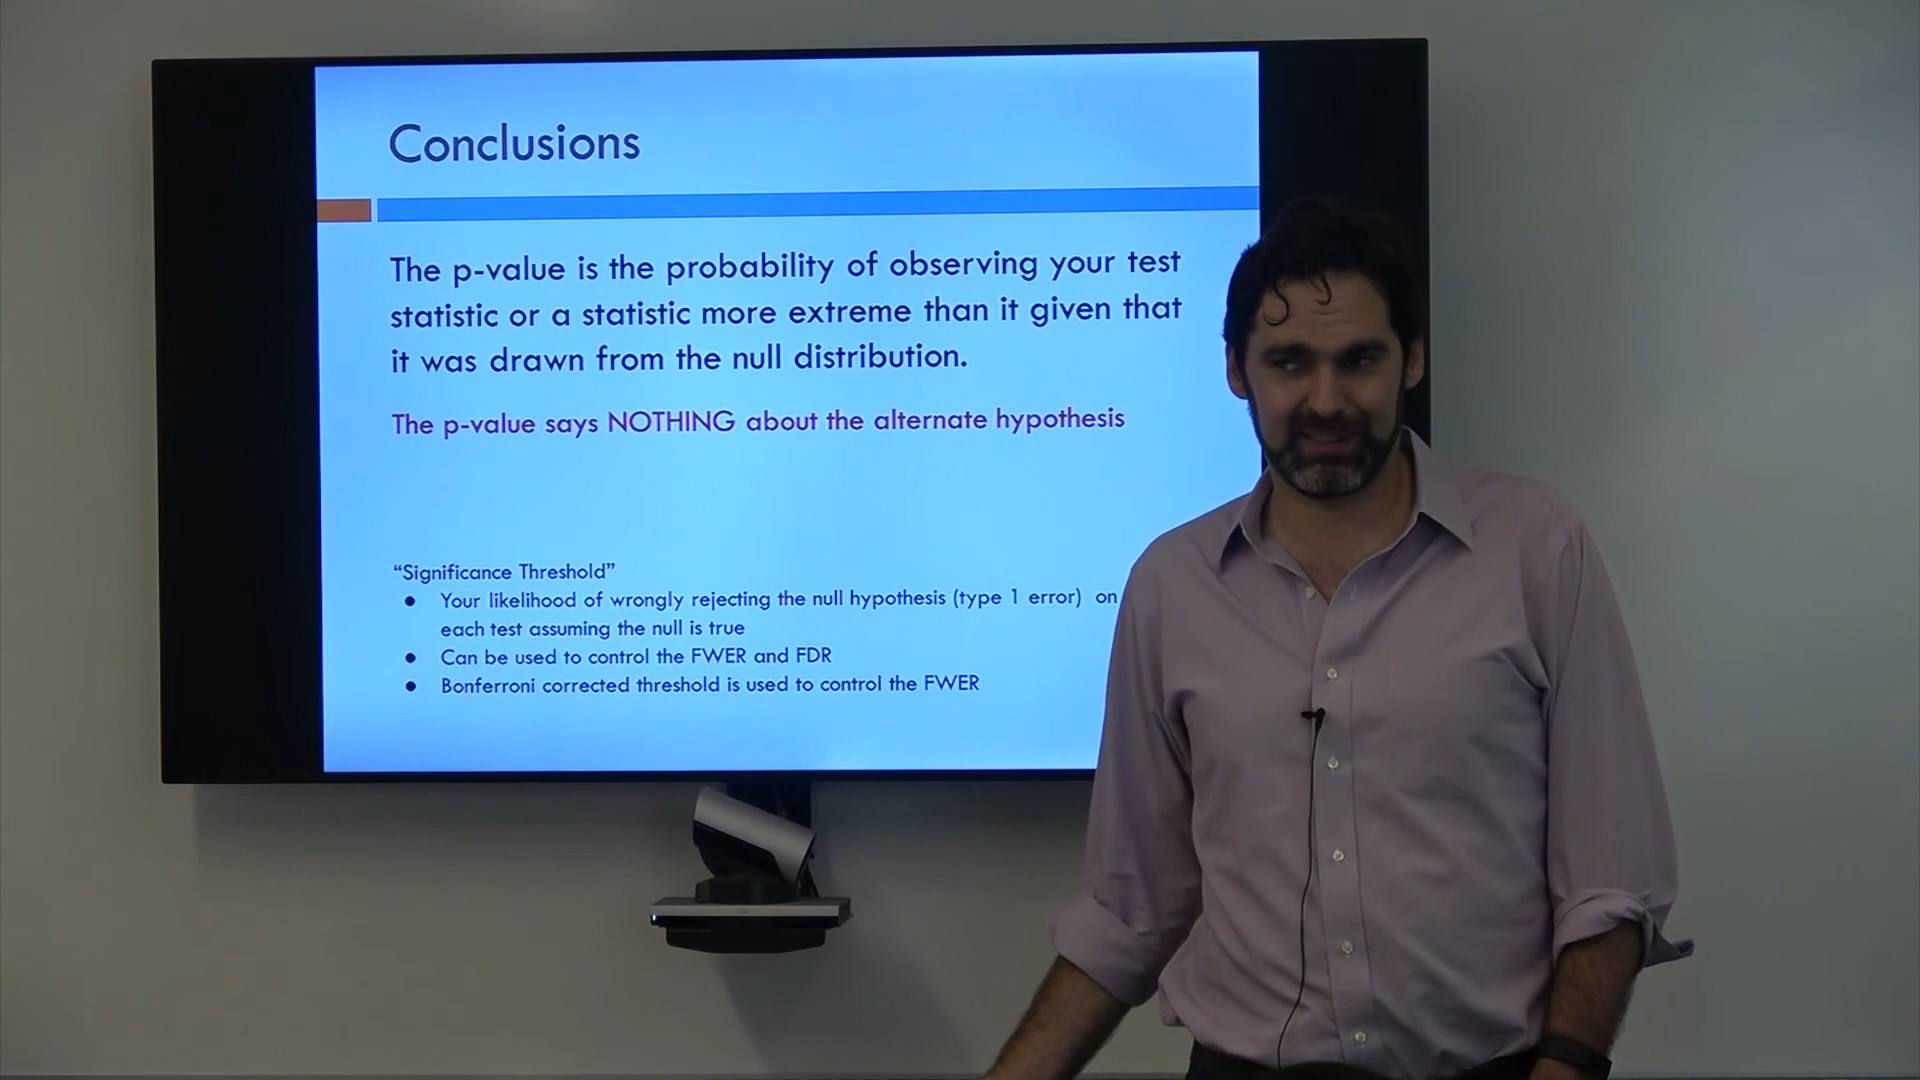 Conclusions
The p-value is the probability of observing your test
statistic or a statistic more extreme than it given that
it was drawn from the null distribution.
The p-value says NOTHING about the alternate hypothesis
“Significance Threshold”
● Your likelihood of wrongly rejecting the null hypothesis (type 1 error) on
each test assuming the null is true
● Can be used to control the FWER and FDR
● Bonferroni corrected threshold is used to control the FWER